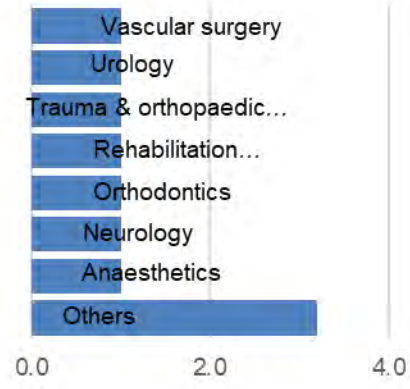 Vascular surgery
Urology
Trauma & orthopaedic…
Rehabilitation…
Orthodontics
Neurology
Anaesthetics
Others
0.0 2.0 4.0